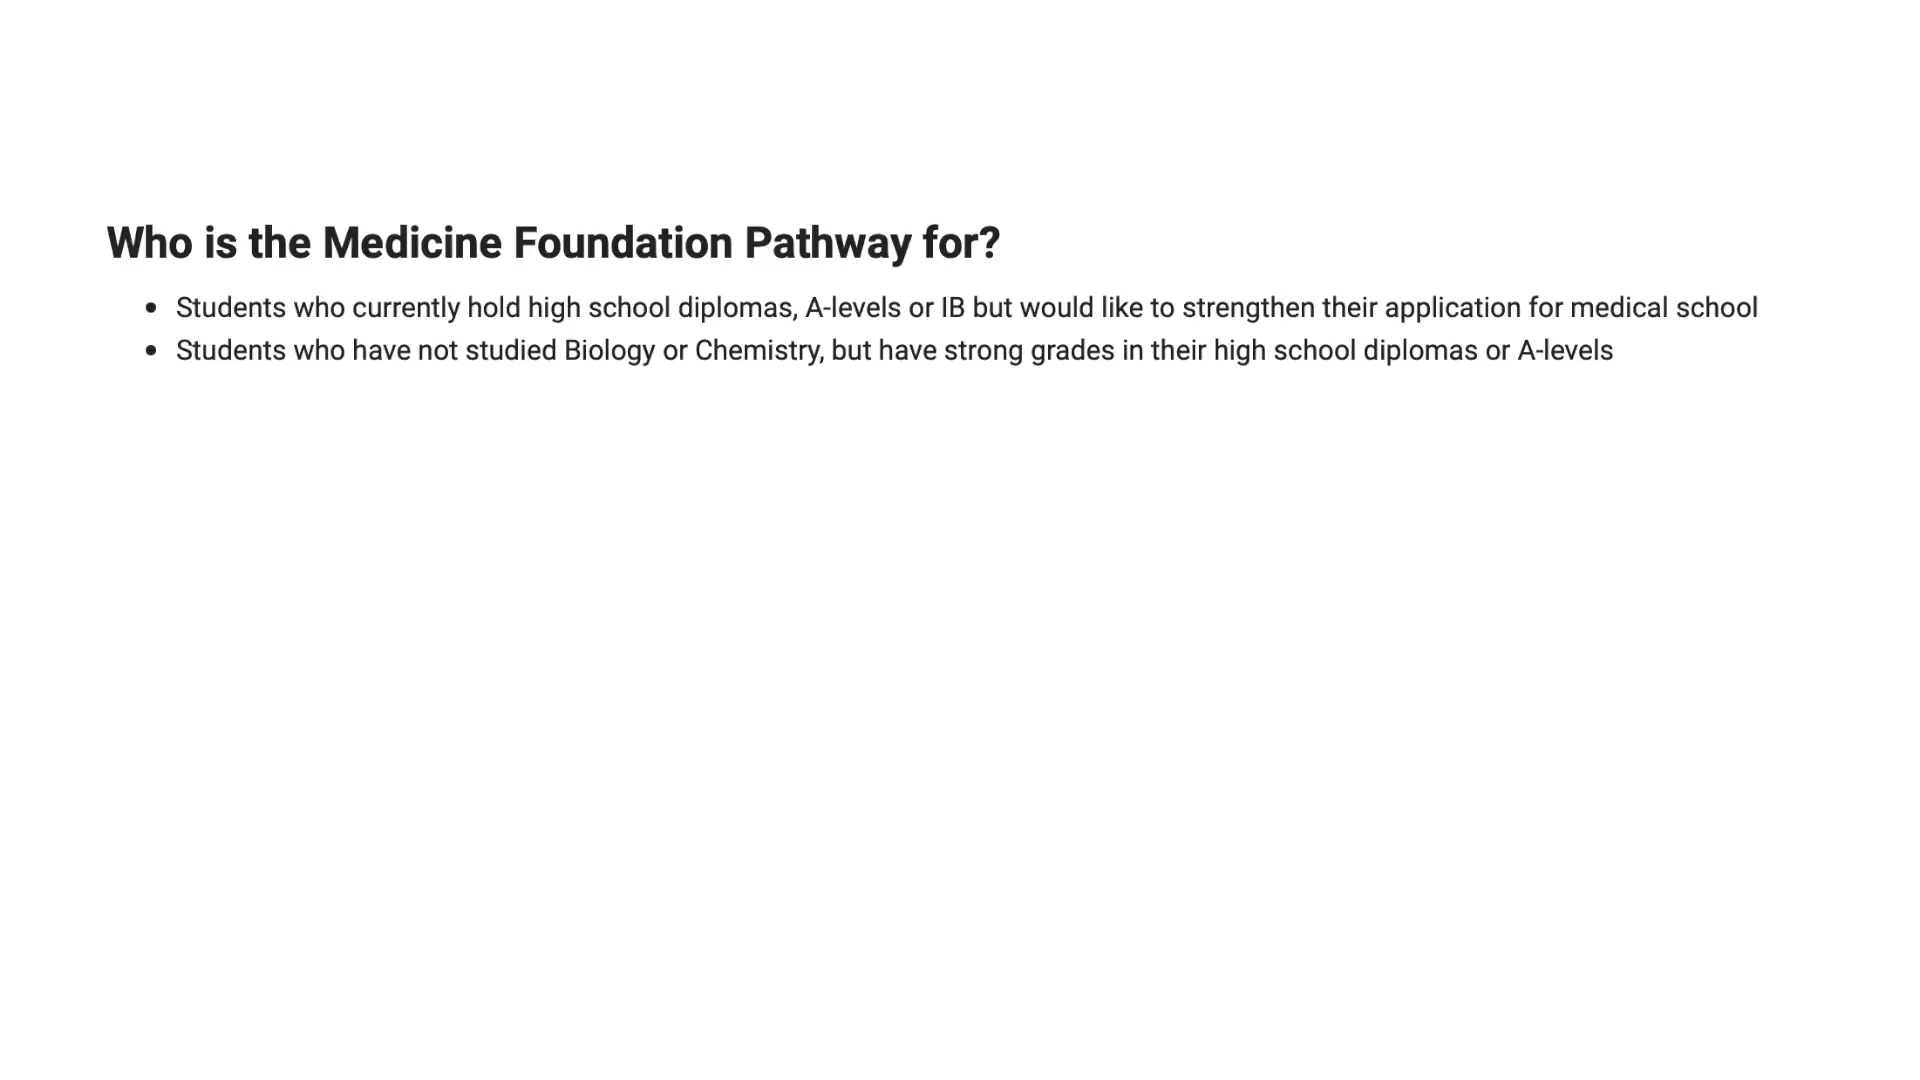 Who is the Medicine Foundation Pathway for?
• Students who currently hold high school diplomas, A-levels or IB but would like to strengthen their application for medical school
• Students who have not studied Biology or Chemistry, but have strong grades in their high school diplomas or A-levels